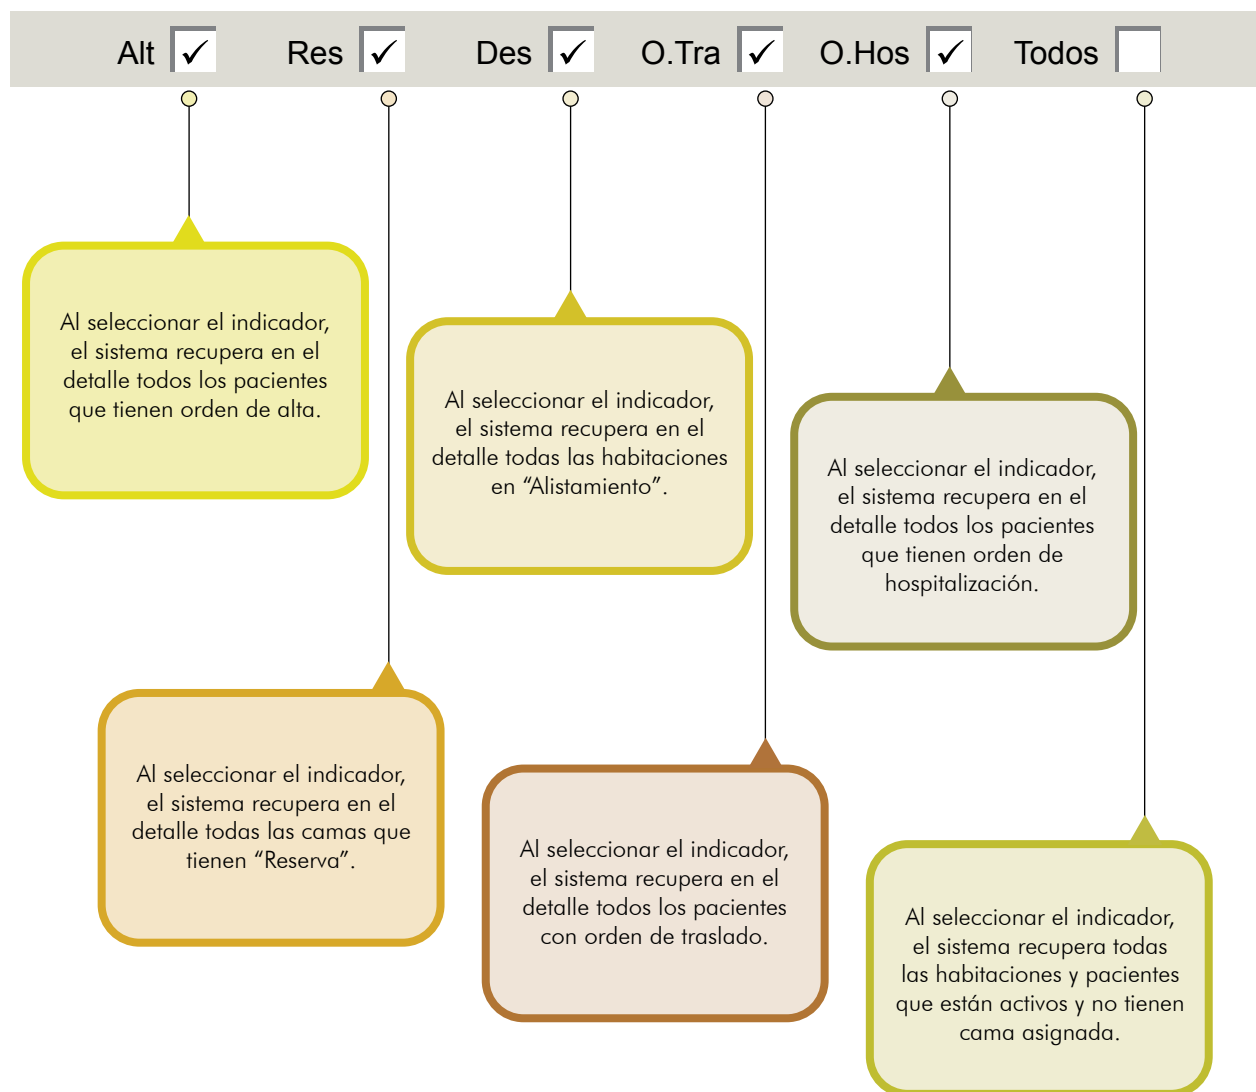 Alt ✓ Res ✓ Des ✓ O.Tra ✓ O.Hos ✓ Todos
Al seleccionar el indicador,
el sistema recupera en el
detalle todos los pacientes
que tienen orden de alta.
Al seleccionar el indicador,
el sistema recupera en el
detalle todas las habitaciones
en “Alistamiento”.
Al seleccionar el indicador,
el sistema recupera en el
detalle todos los pacientes
que tienen orden de
hospitalización.
Al seleccionar el indicador,
el sistema recupera en el
detalle todas las camas que
tienen “Reserva”.
Al seleccionar el indicador,
el sistema recupera en el
detalle todos los pacientes
con orden de traslado.
Al seleccionar el indicador,
el sistema recupera todas
las habitaciones y pacientes
que están activos y no tienen
cama asignada.